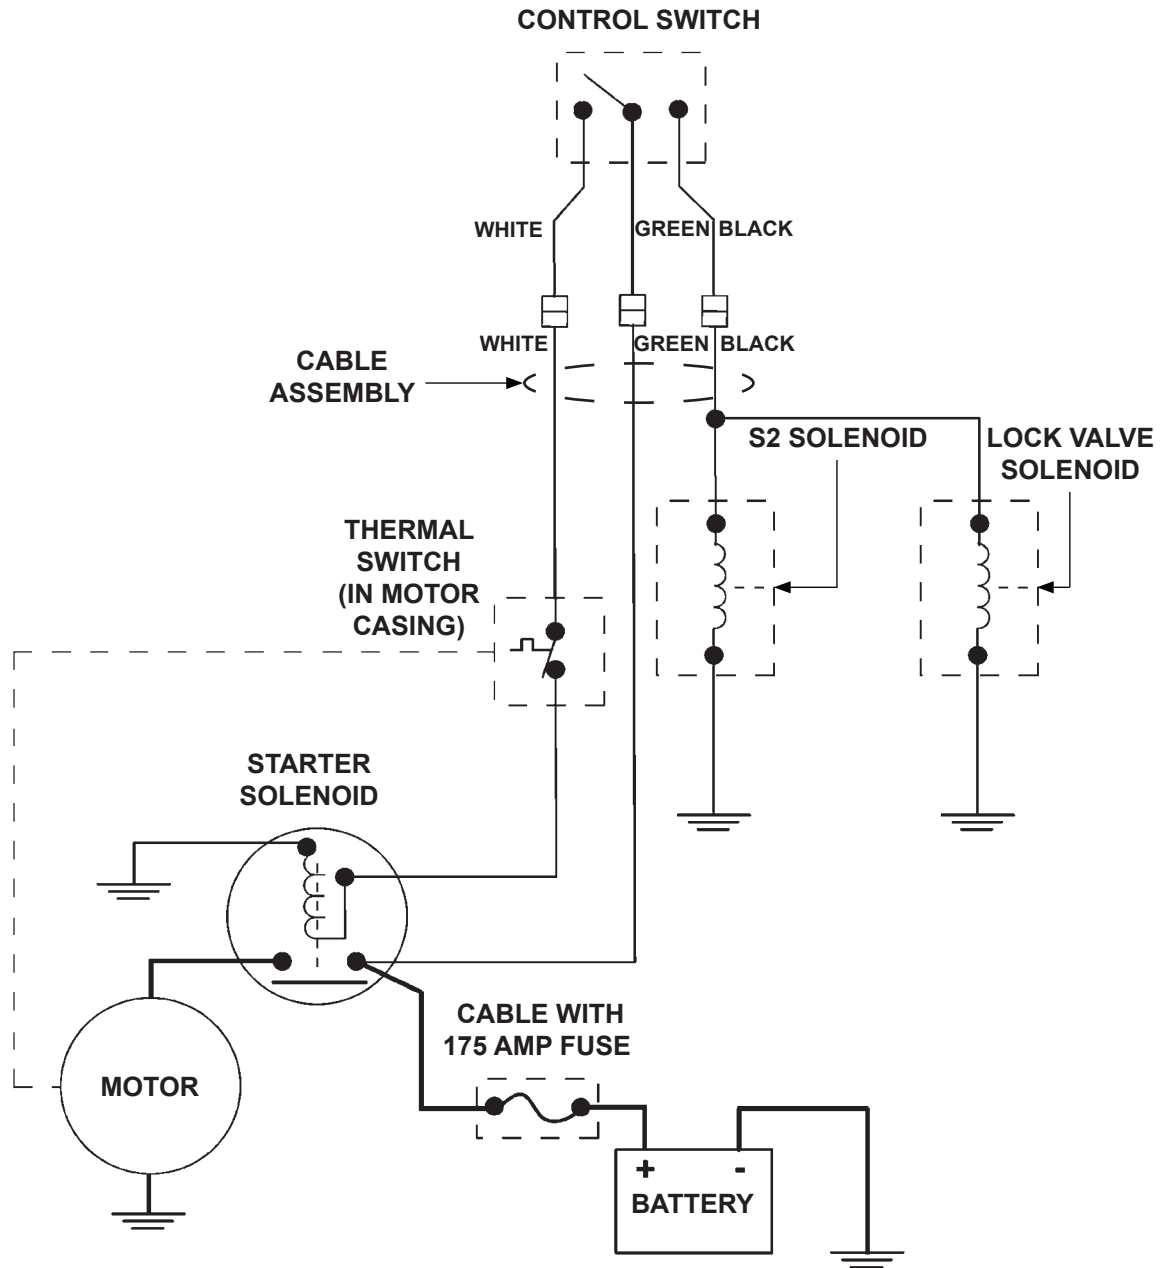 CONTROL SWITCH
WHITE
GREEN
BLACK
WHITE
GREEN
BLACK
CABLE
ASSEMBLY
S2 SOLENOID
LOCK VALVE
SOLENOID
THERMAL
SWITCH
(IN MOTOR
CASING)
STARTER
SOLENOID
CABLE WITH
175 AMP FUSE
MOTOR
+ -
BATTERY